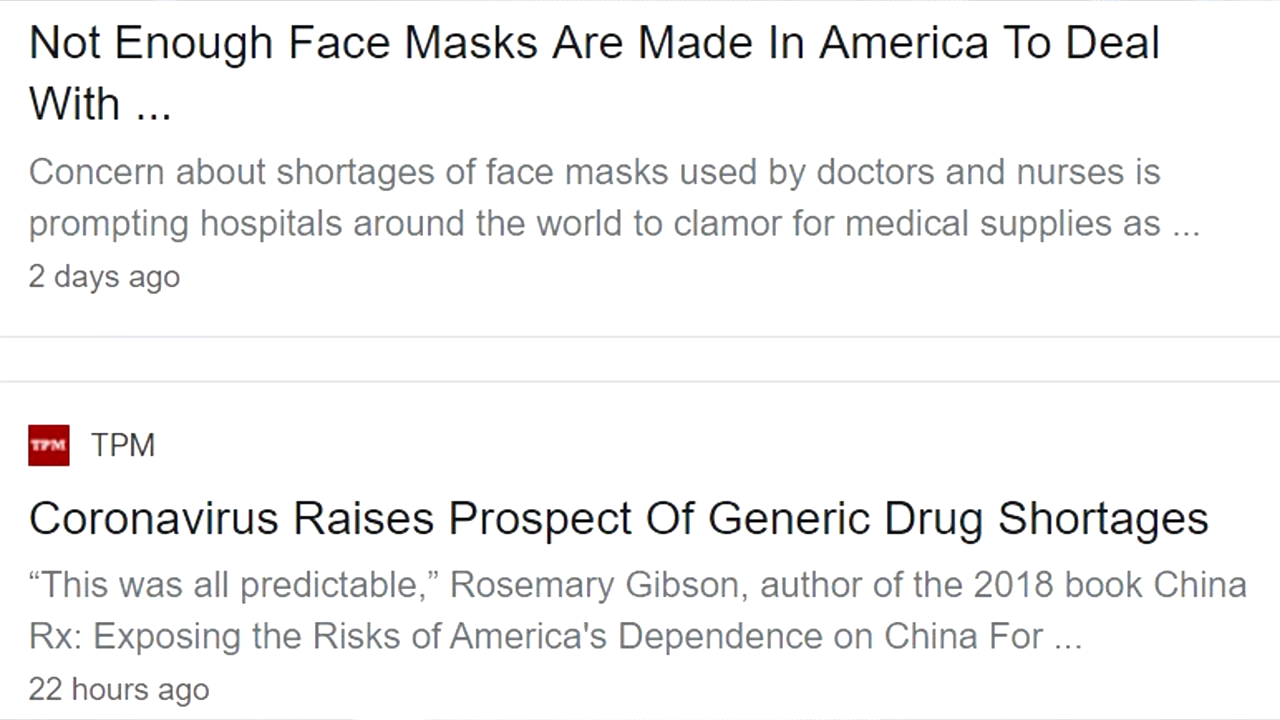 Not Enough Face Masks Are Made In America To Deal
With ...
Concern about shortages of face masks used by doctors and nurses is
prompting hospitals around the world to clamor for medical supplies as ...
2 days ago
TPM TPM
Coronavirus Raises Prospect Of Generic Drug Shortages
“This was all predictable,” Rosemary Gibson, author of the 2018 book China
Rx: Exposing the Risks of America's Dependence on China For ...
22 hours ago